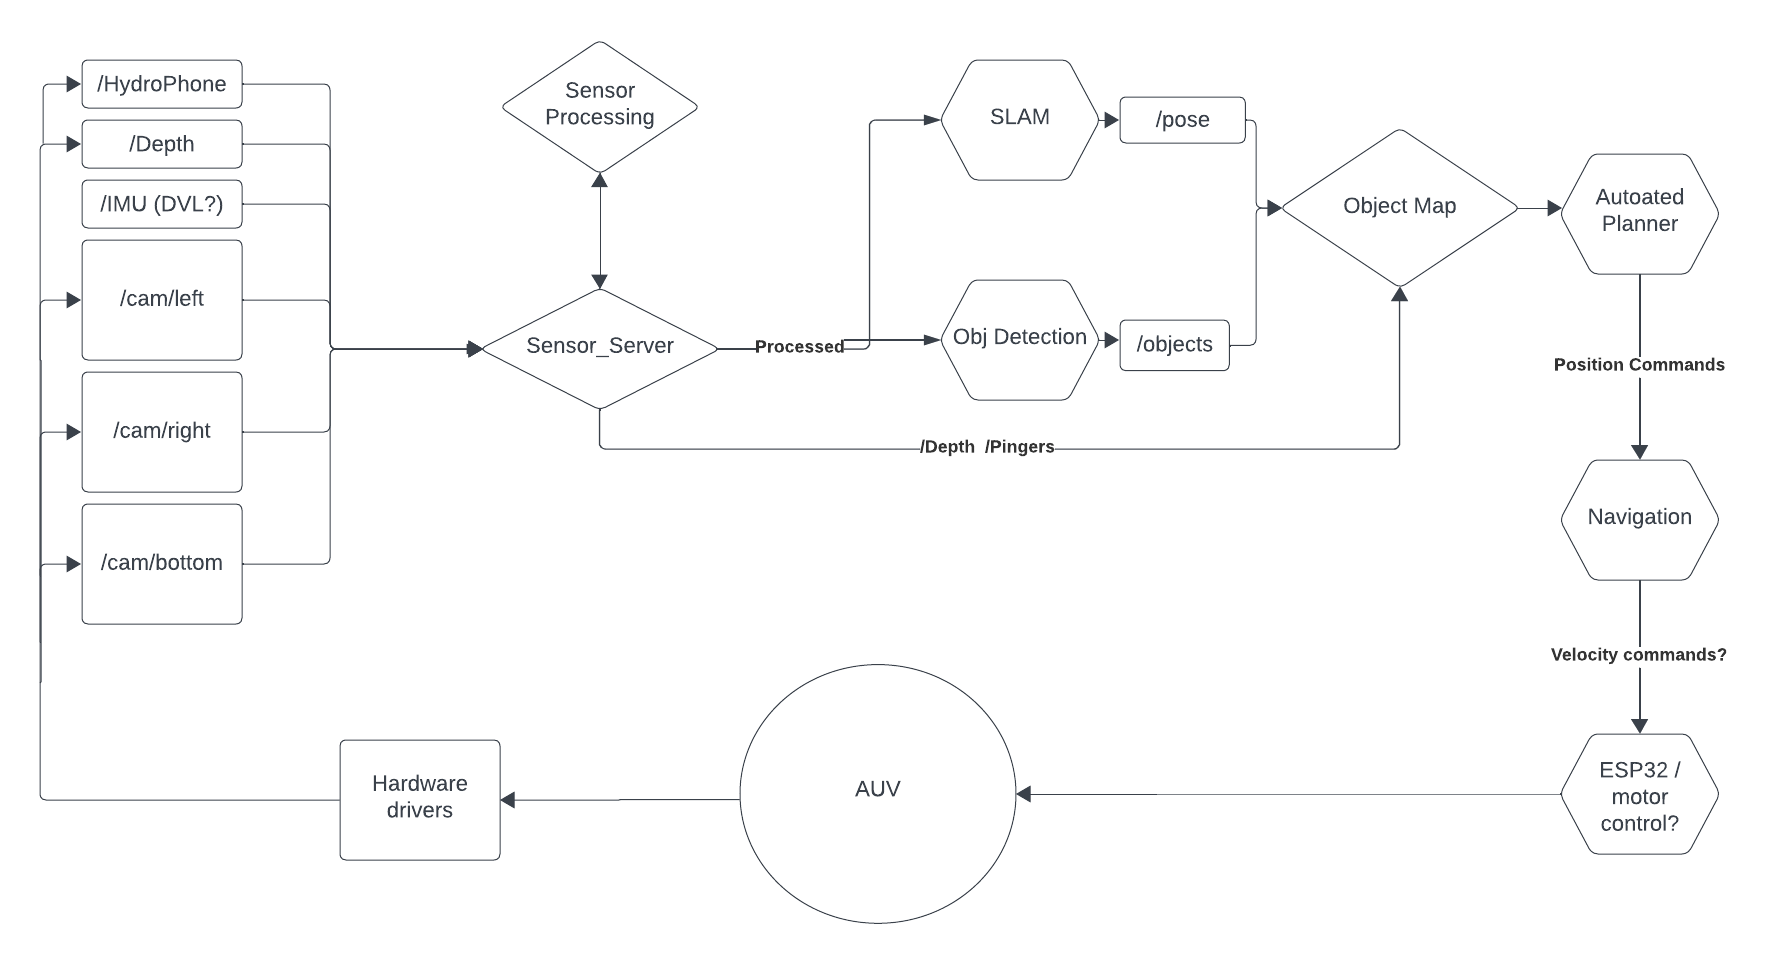 /HydroPhone
/Depth
/IMU (DVL?)
/cam/left
/cam/right
/cam/bottom
Sensor
Processing
Sensor_Server
Processed
/Depth  /Pingers
SLAM
/pose
Obj Detection
/objects
Object Map
Autoated
Planner
Position Commands
Navigation
Velocity commands?
ESP32 /
motor
control?
AUV
Hardware
drivers